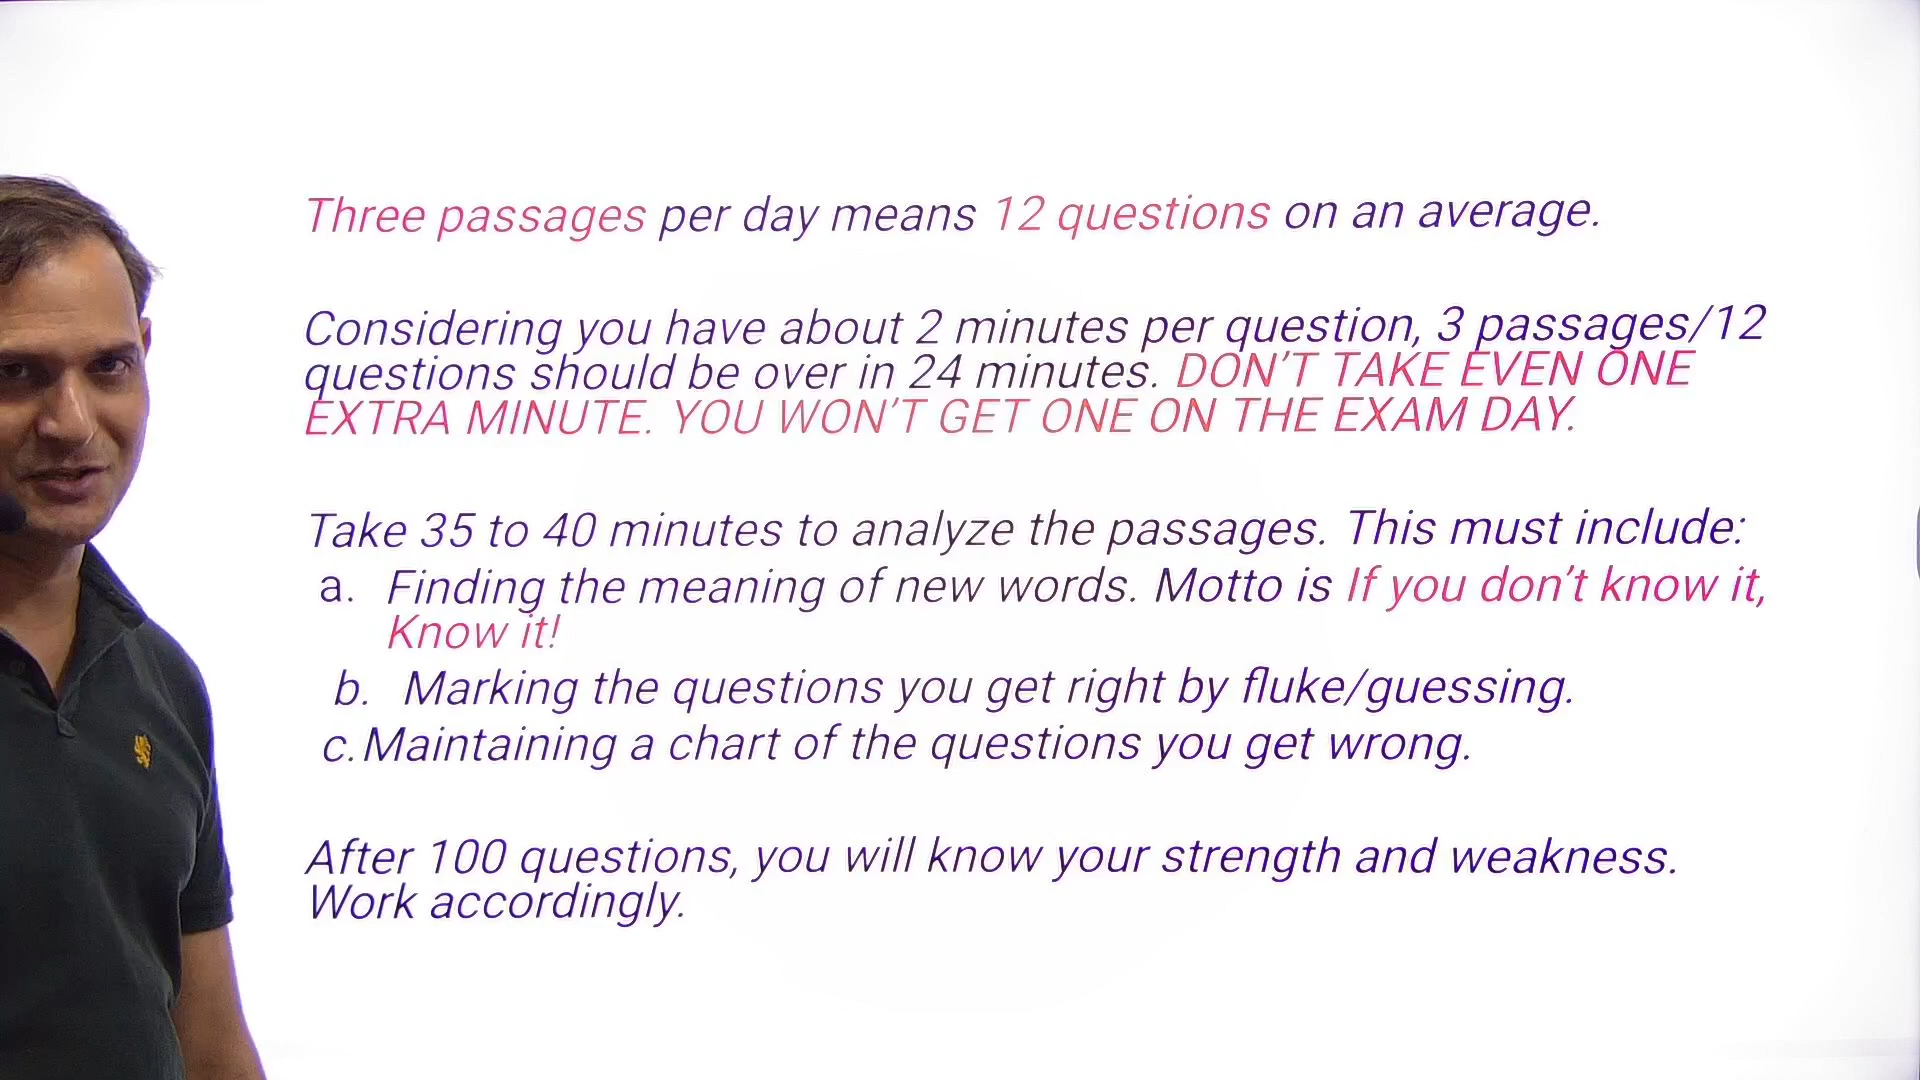 Three passages per day means 12 questions on an average.
Considering you have about 2 minutes per question, 3 passages/12
questions should be over in 24 minutes. DON'T TAKE EVEN ONE
EXTRA MINUTE. YOU WON'T GET ONE ON THE EXAM DAY.
Take 35 to 40 minutes to analyze the passages. This must include:
a. Finding the meaning of new words. Motto is If you don't know it,
Know it!
b. Marking the questions you get right by fluke/guessing.
c. Maintaining a chart of the questions you get wrong.
After 100 questions, you will know your strength and weakness.
Work accordingly.